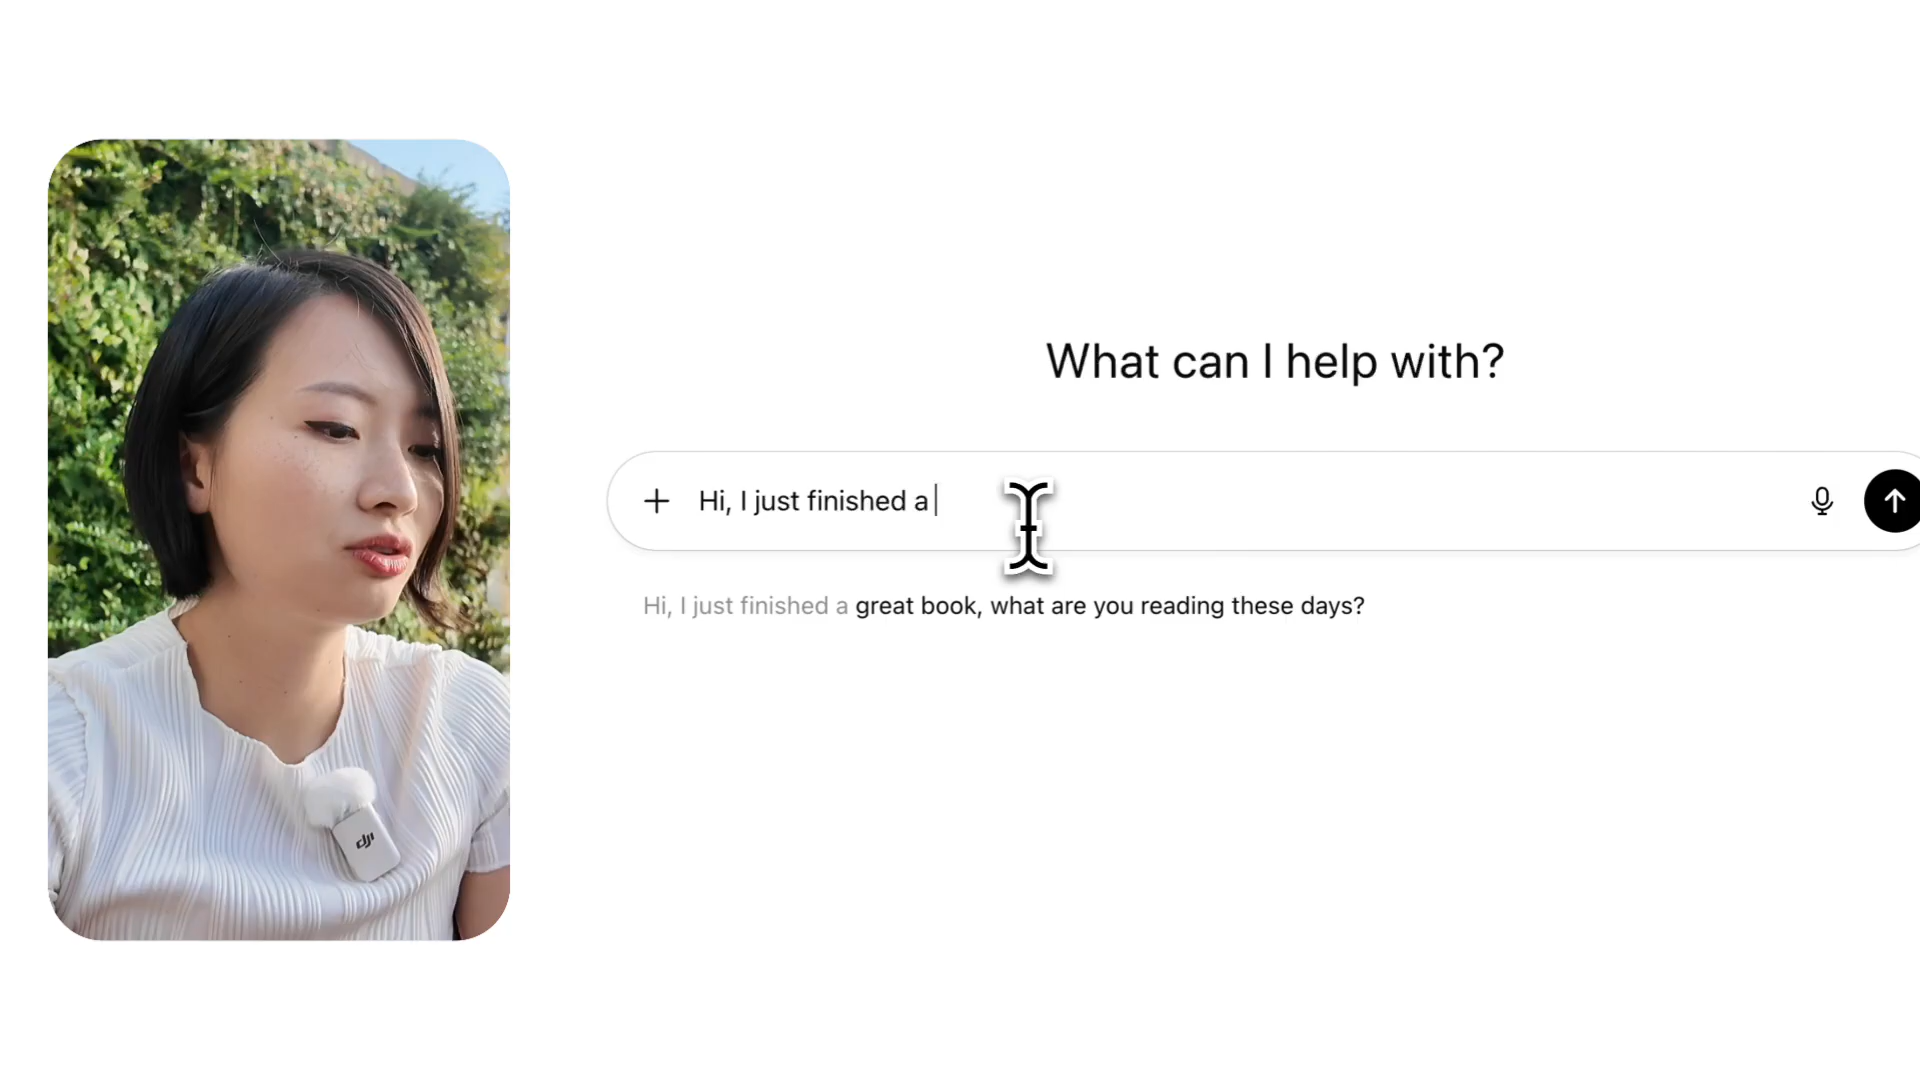 What can I help with?
Hi, I just finished a
Hi, I just finished a great book, what are you reading these days?
dji